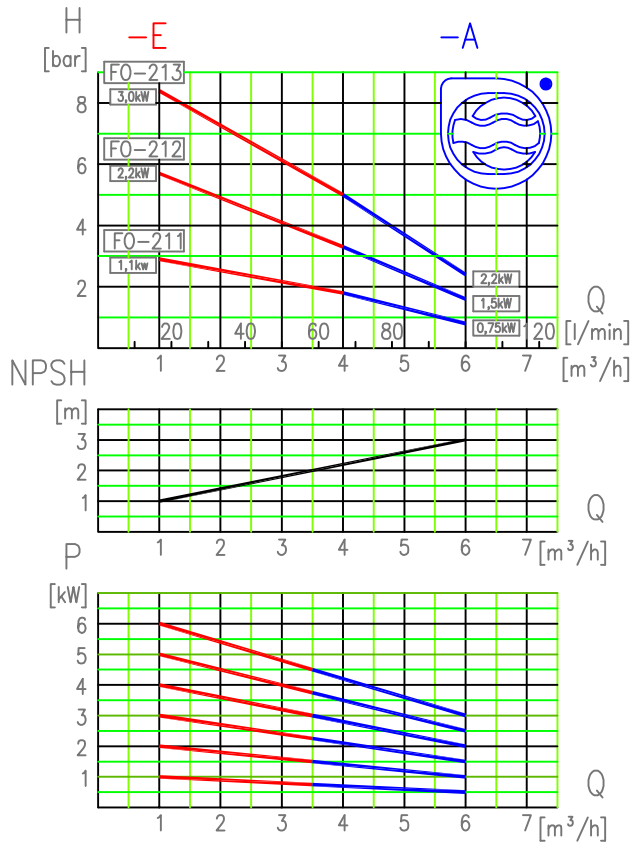 H
[bar]
-E
-A
FO-213
3,0kW
8
FO-212
6
2,2kW
4
FO-211
1,1kw
2,2kW
2
1,5kW
Q
0,75kW
20 40 60 80 120 [l/min]
1 2 3 4 5 6 7 [m³/h]
NPSH
[m]
3
2
1
Q
1 2 3 4 5 6 7 [m³/h]
P
[kW]
6
5
4
3
2
1
Q
1 2 3 4 5 6 7 [m³/h]